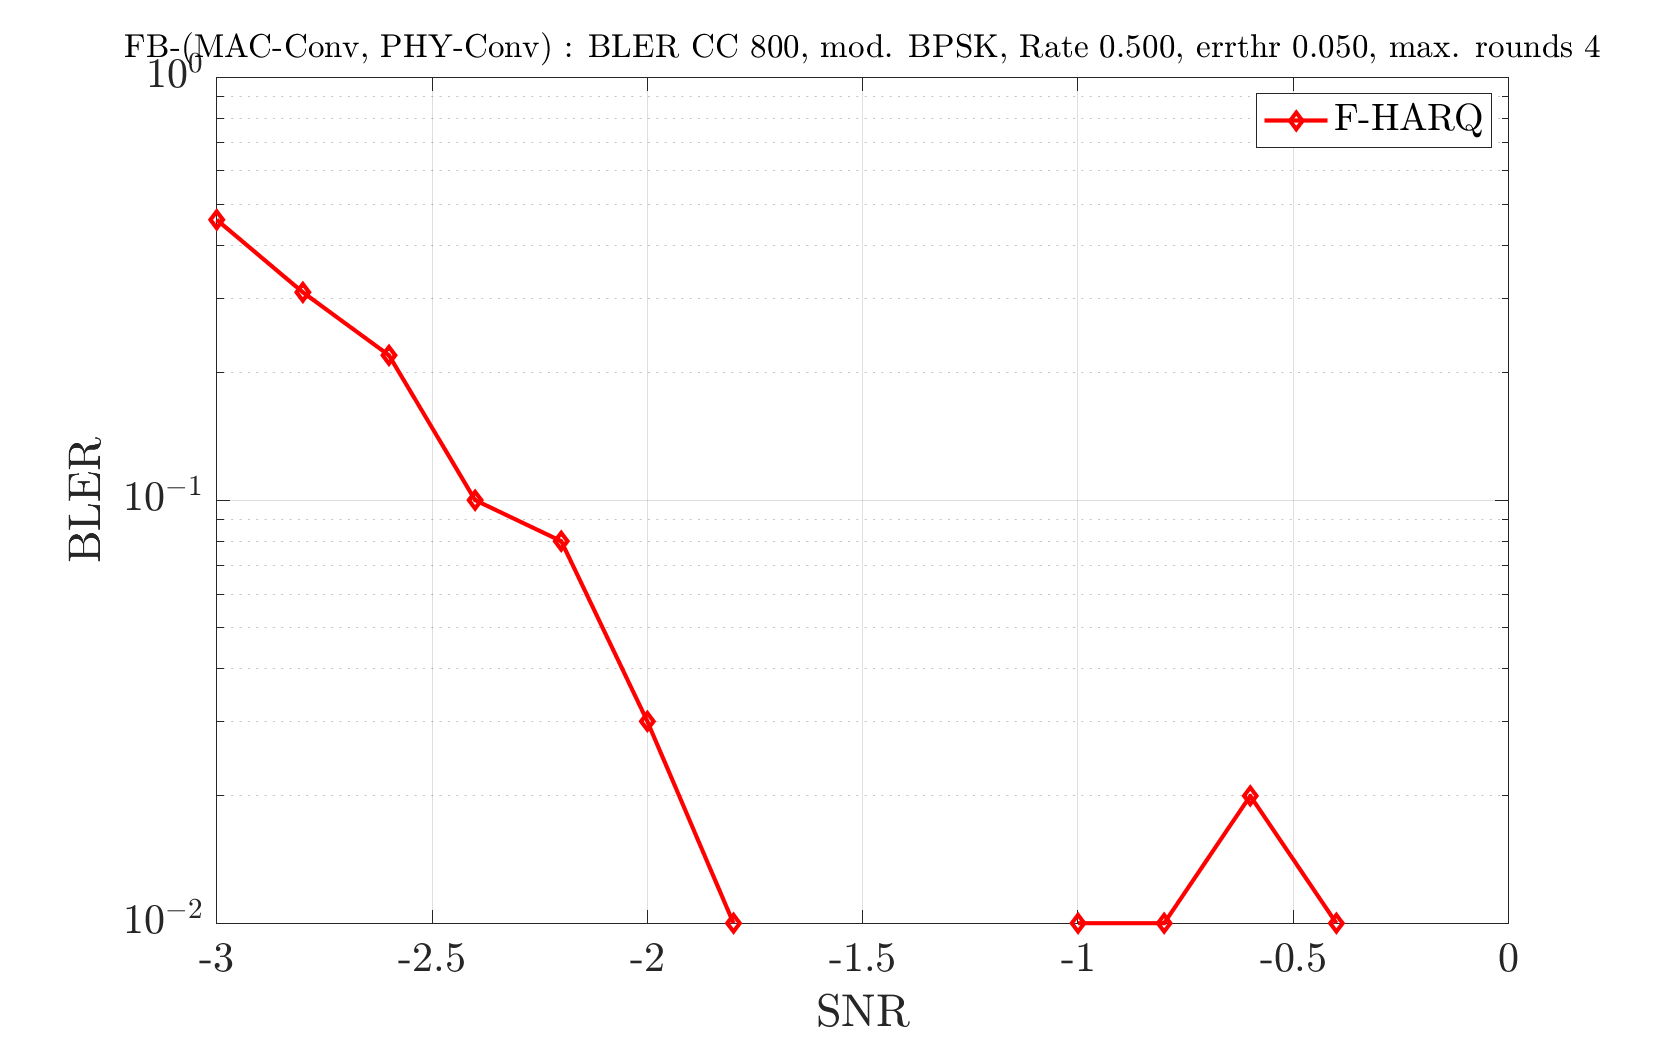 FB-(MAC-Conv, PHY-Conv) : BLER CC 800, mod. BPSK, Rate 0.500, errthr 0.050, max. rounds 4
10^0
F-HARQ
BLER
10^{-1}
10^{-2}
-3 -2.5 -2 -1.5 -1 -0.5 0
SNR